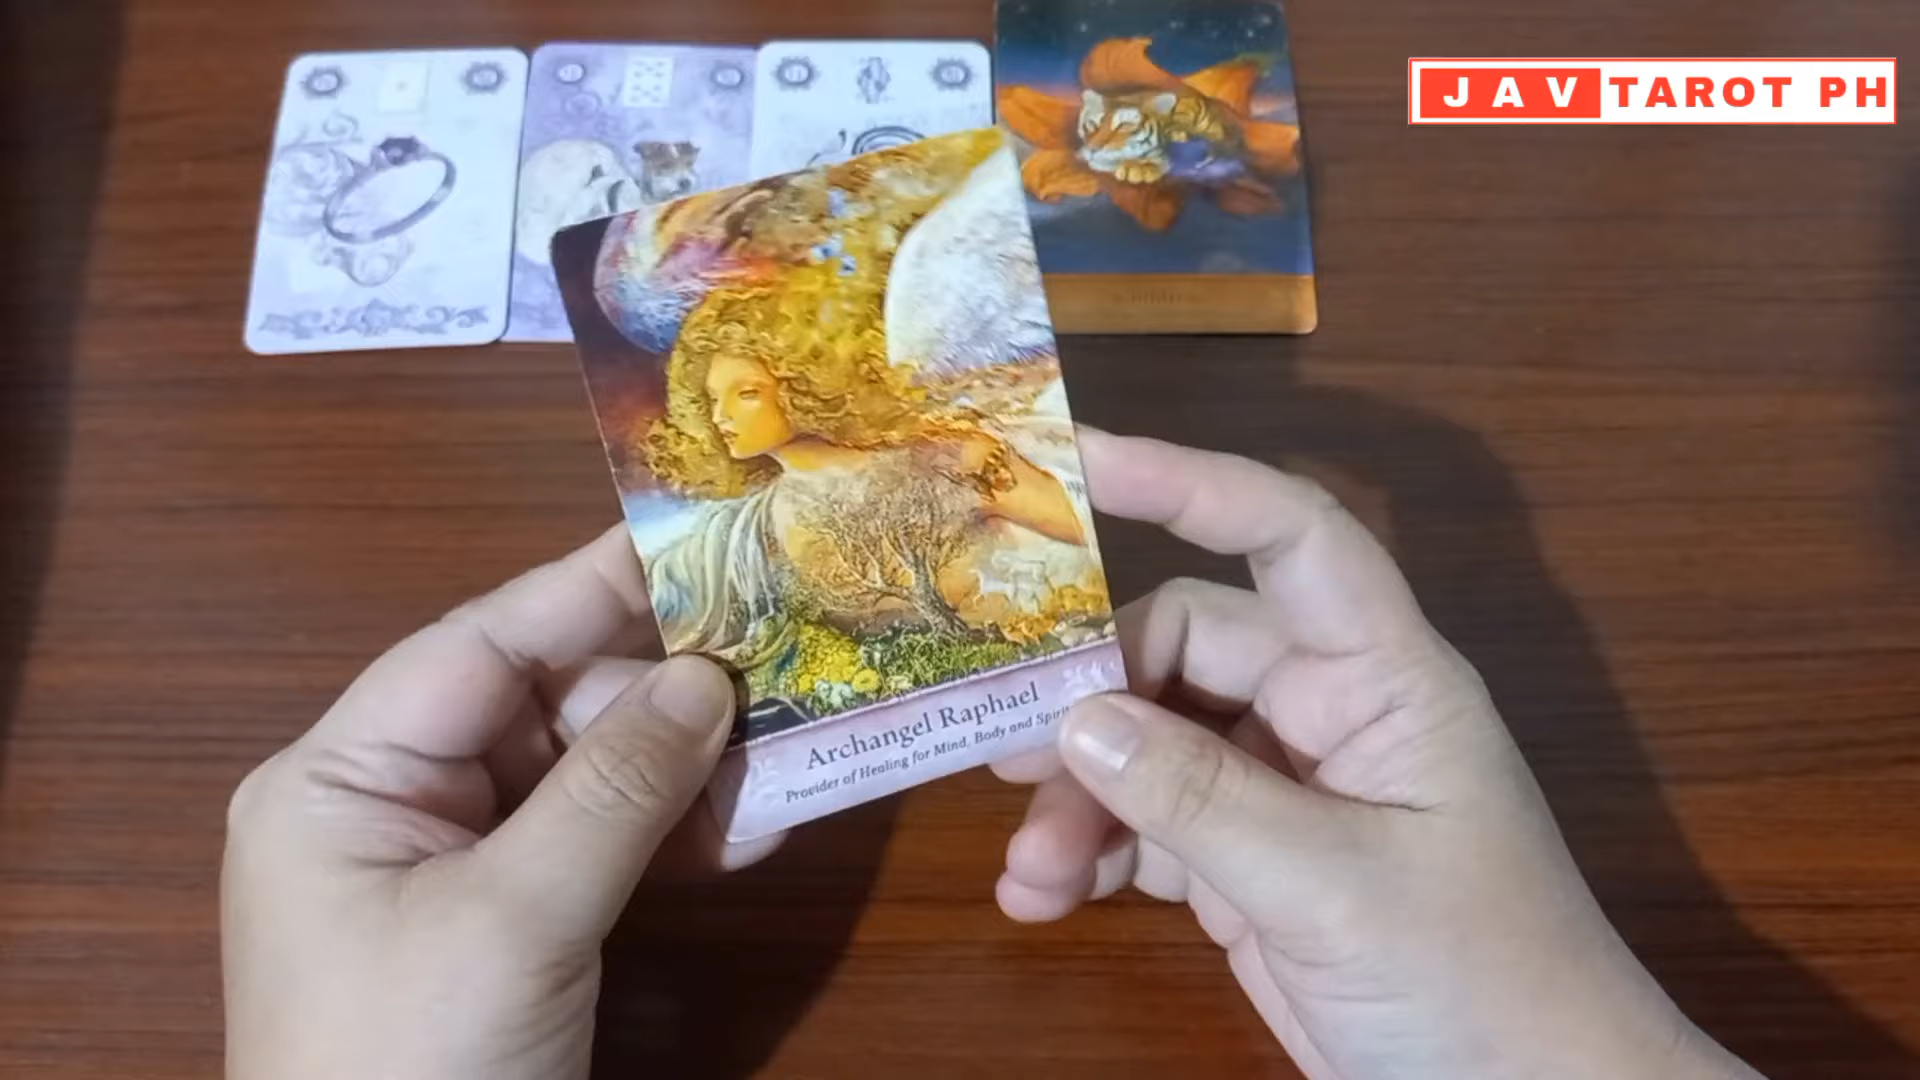 JAV TAROT PH
Archangel Raphael
Provider of Healing for Mind, Body and Spirit